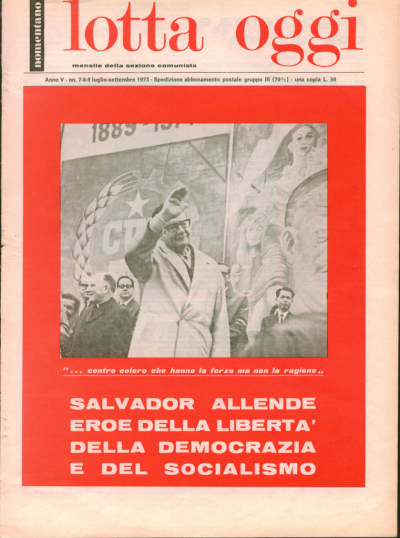 nomentano
lotta oggi
mensile della sezione comunista
Anno V - nn. 7-8-9 luglio-settembre 1973 - Spedizione abbonamento postale gruppo III (70%) - una copia L. 50
1889-1
"... contro coloro che hanno la forza ma non la ragione„
SALVADOR ALLENDE
EROE DELLA LIBERTA'
DELLA DEMOCRAZIA
E DEL SOCIALISMO